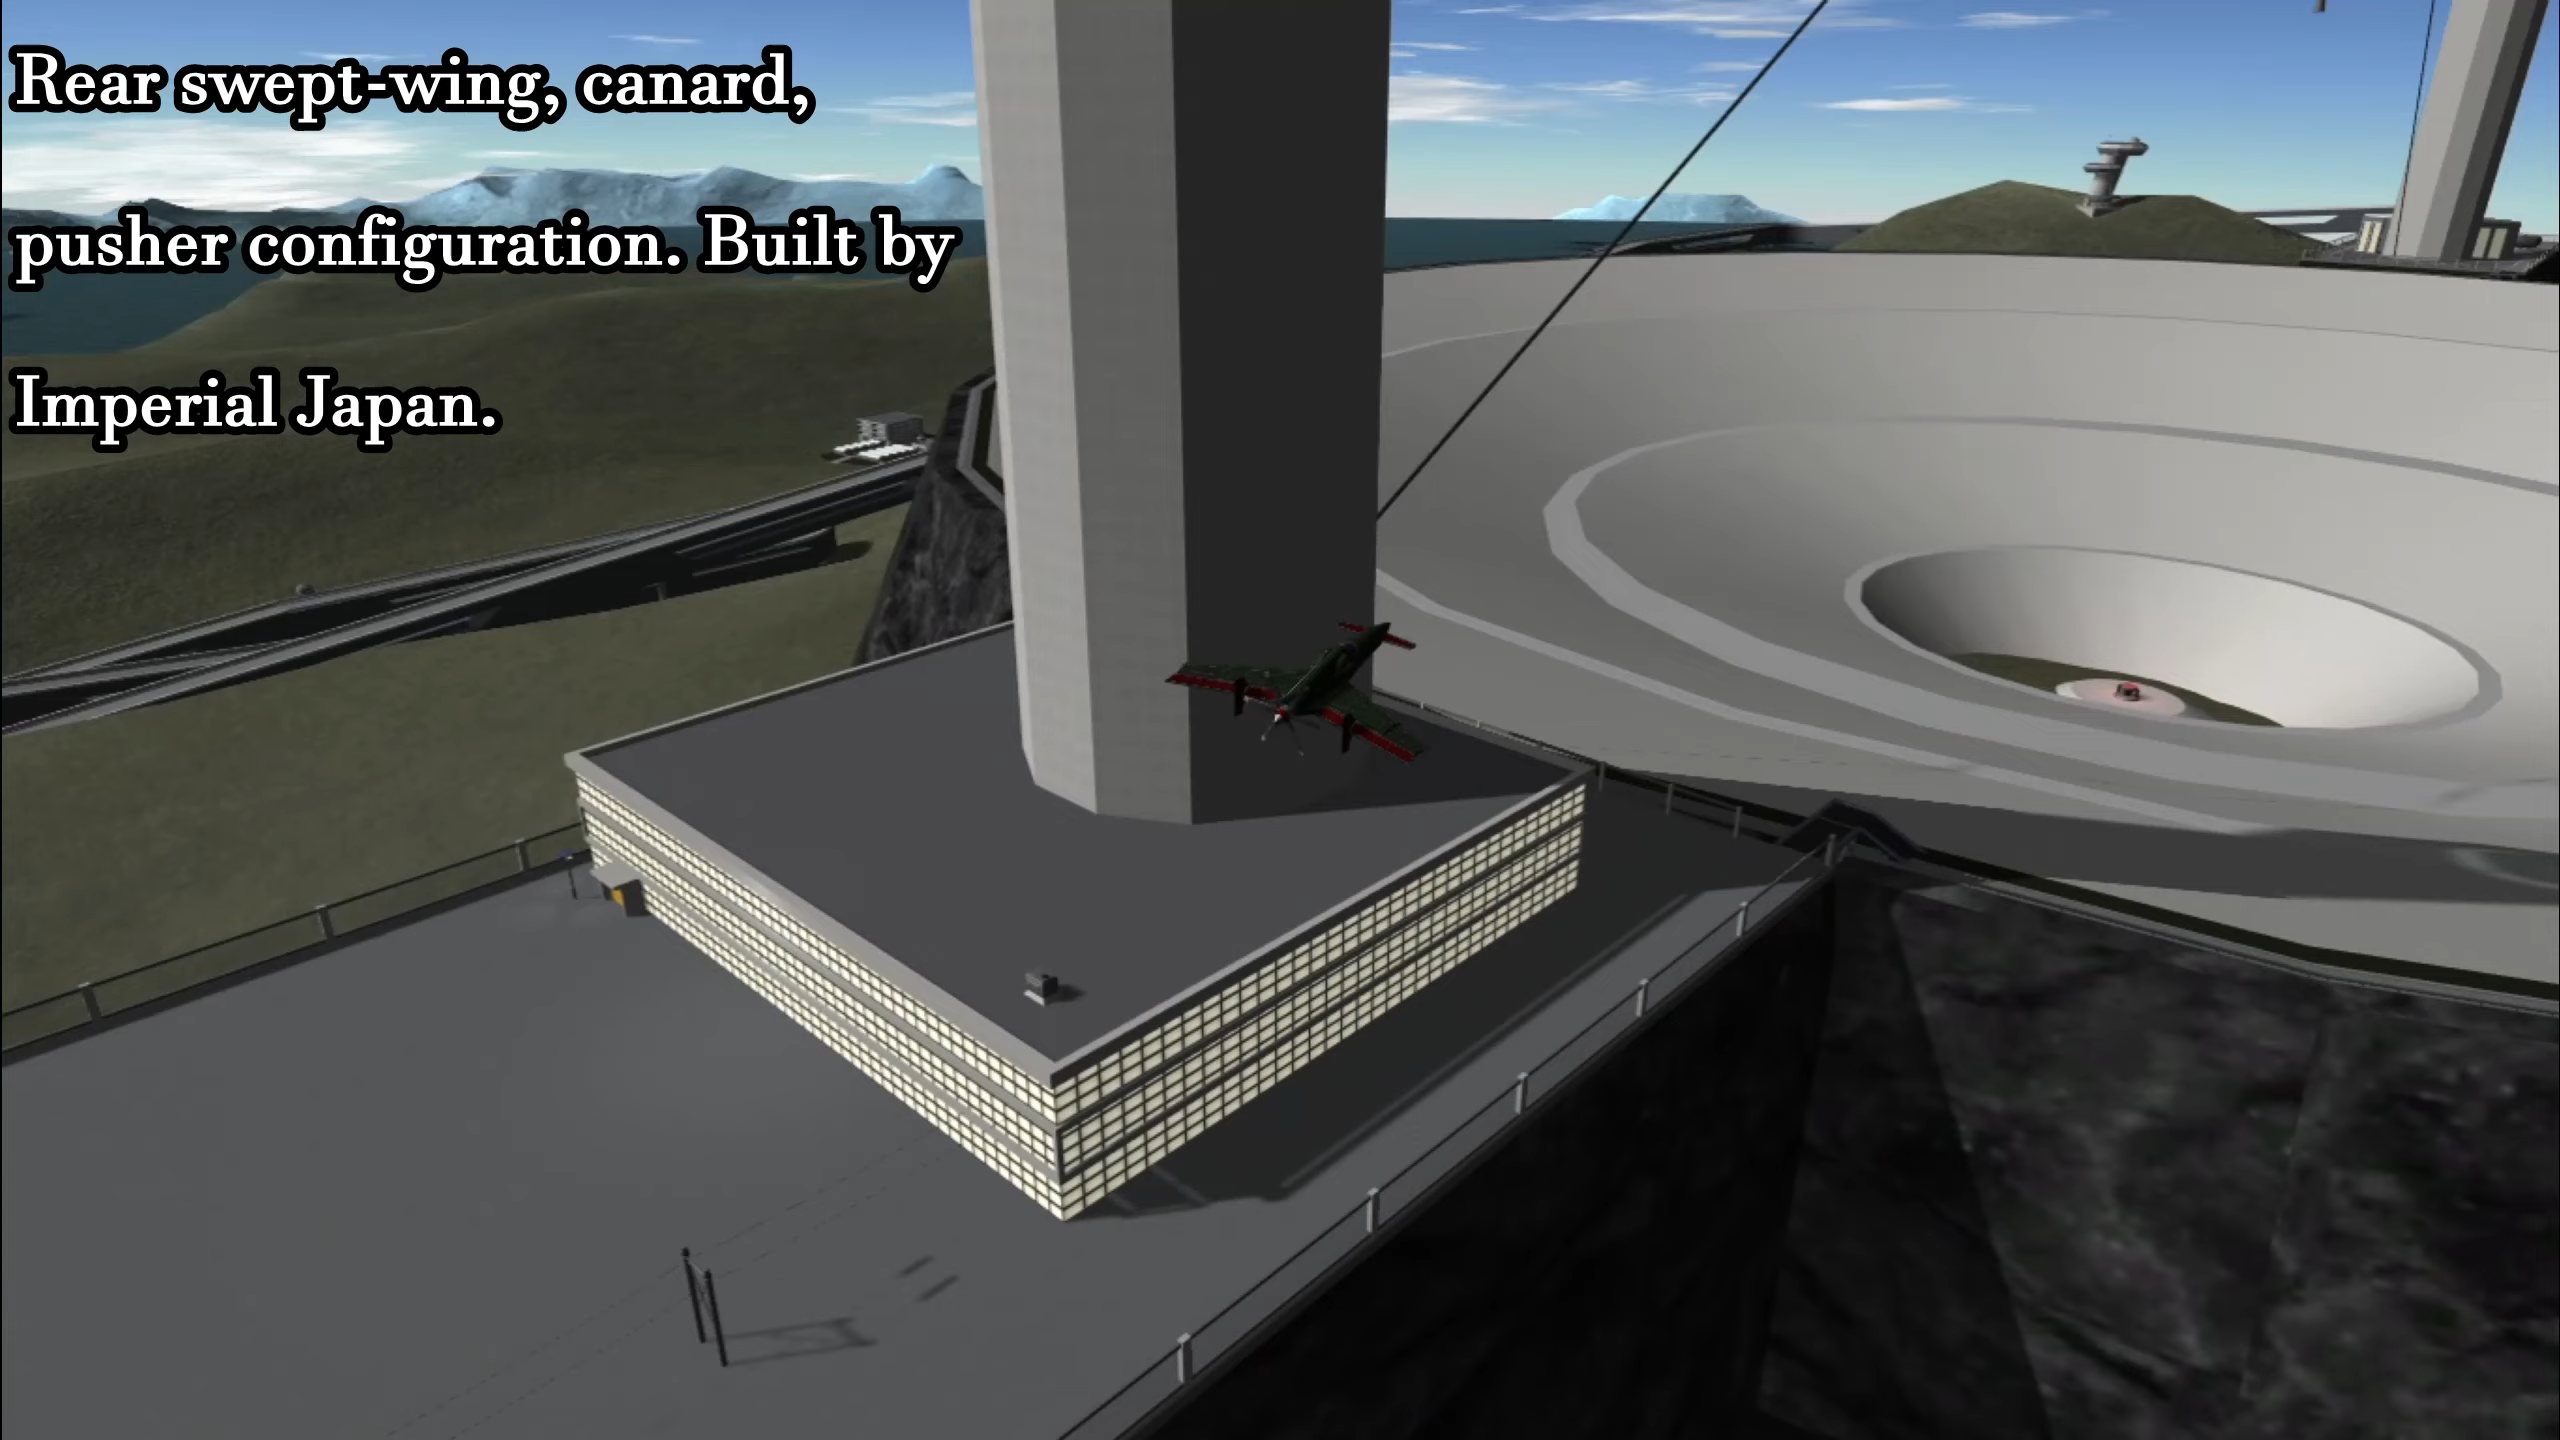 Rear swept-wing, canard,
pusher configuration. Built by
Imperial Japan.